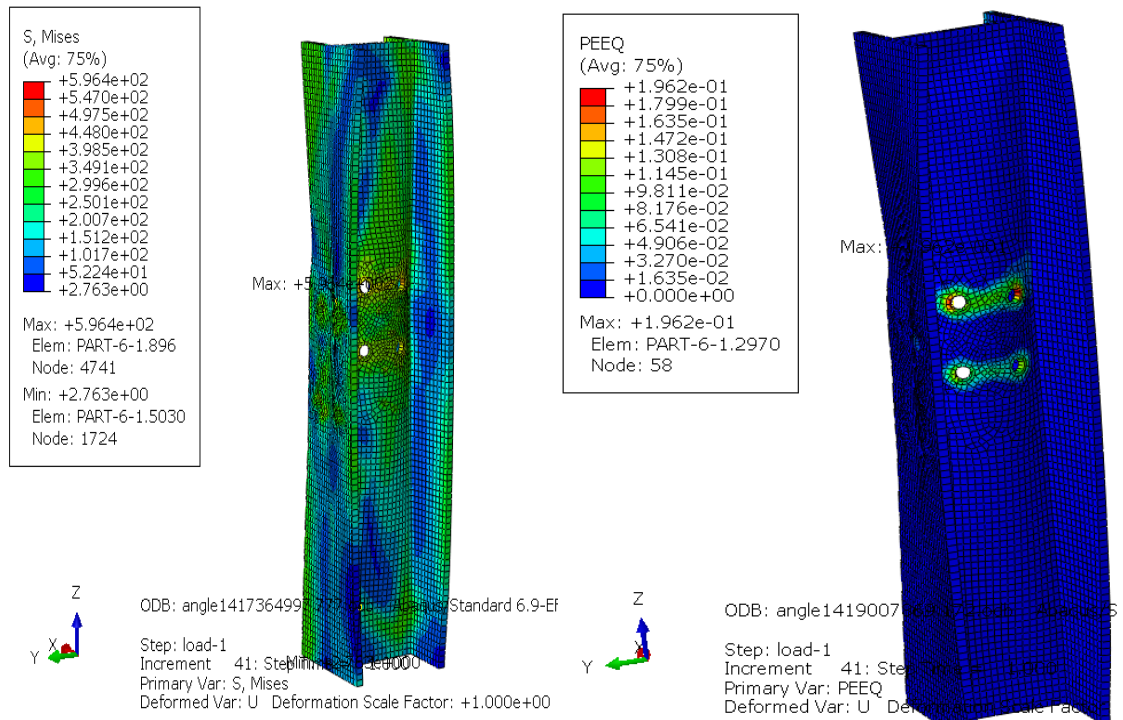 S, Mises
(Avg: 75%)
+5.964e+02
+5.470e+02
+4.975e+02
+4.480e+02
+3.985e+02
+3.491e+02
+2.996e+02
+2.501e+02
+2.007e+02
+1.512e+02
+1.017e+02
+5.224e+01
+2.763e+00
Max: +5.964e+02
Elem: PART-6-1.896
Node: 4741
Min: +2.763e+00
Elem: PART-6-1.5030
Node: 1724
Max:
Z
Y
X
ODB:
Standard 6.9-EF
Step: load-1
Increment 41:
Primary Var: S, Mises
Deformed Var: U Deformation Scale Factor: +1.000e+00
PEEQ
(Avg: 75%)
+1.962e-01
+1.799e-01
+1.635e-01
+1.472e-01
+1.308e-01
+1.145e-01
+9.811e-02
+8.176e-02
+6.541e-02
+4.906e-02
+3.270e-02
+1.635e-02
+0.000e+00
Max: +1.962e-01
Elem: PART-6-1.2970
Node: 58
Max:
Z
Y
ODB:
Step: load-1
Increment 41:
Primary Var: PEEQ
Deformed Var: U